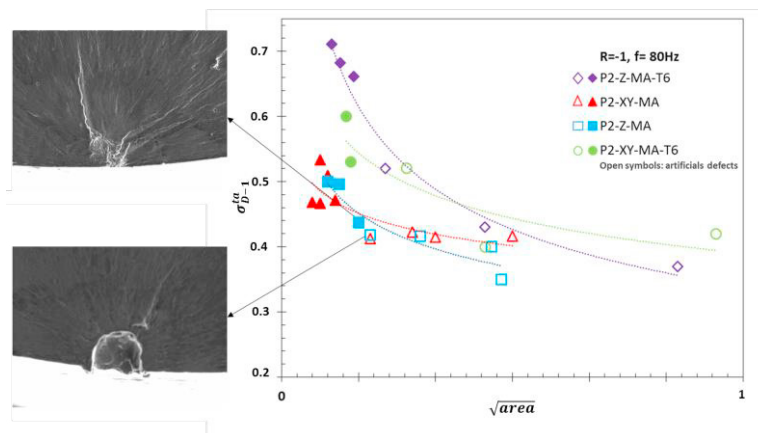 0.7
0.6
0.5
0.4
0.3
0.2
σ^{ta}_{D-1}
0
1
√area
R=-1, f= 80Hz
P2-Z-MA-T6
P2-XY-MA
P2-Z-MA
P2-XY-MA-T6
Open symbols: artificials defects